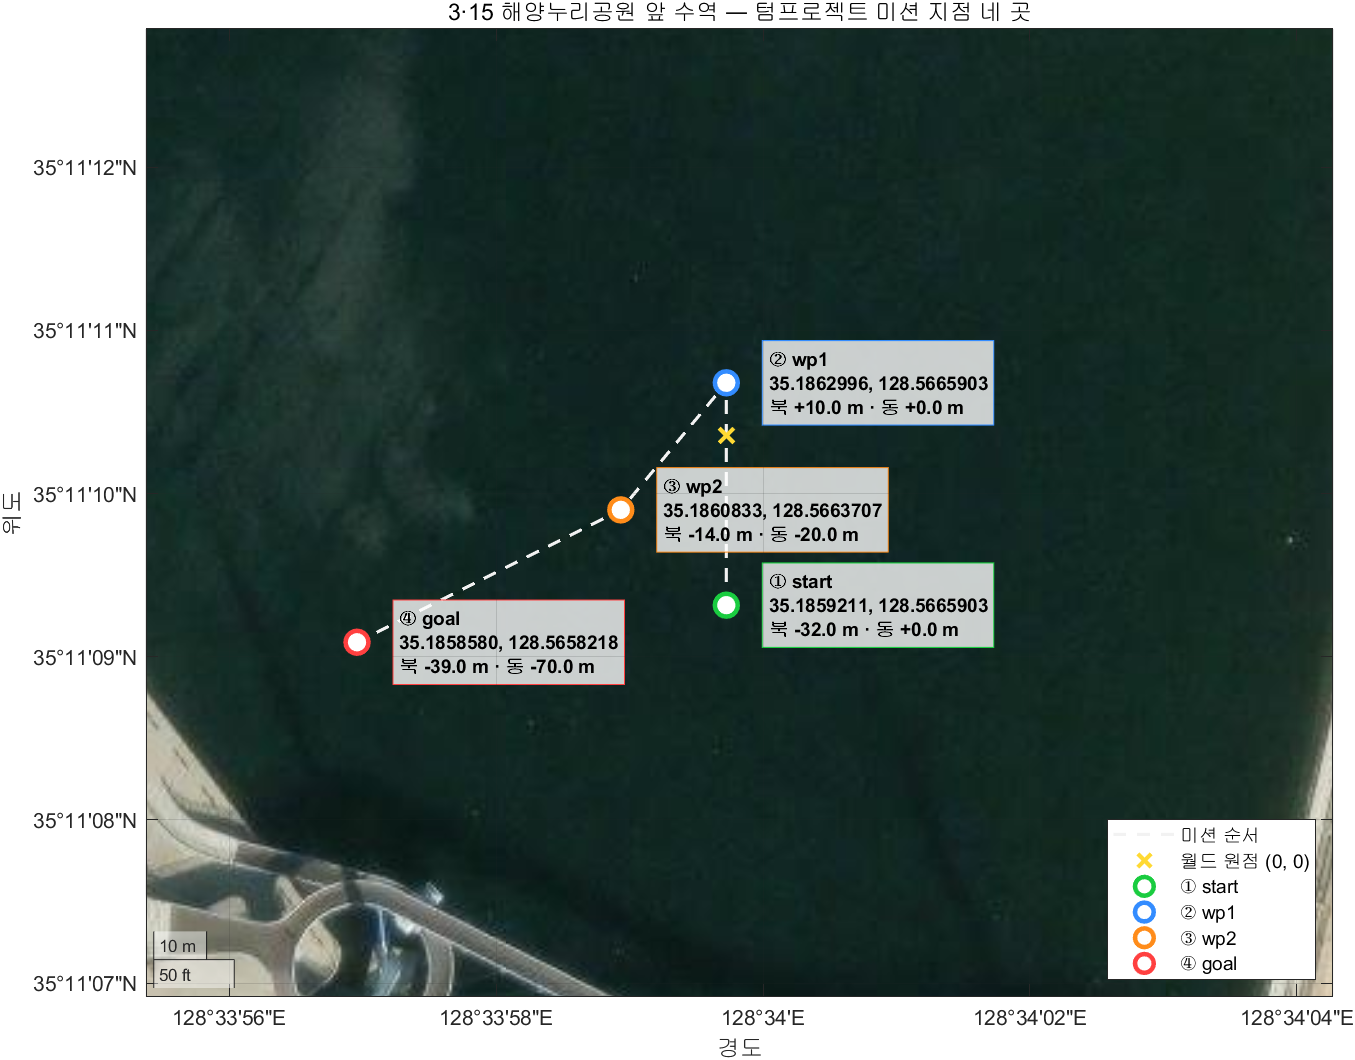 3·15 해양누리공원 앞 수역 — 텀프로젝트 미션 지점 네 곳
35°11'12"N
35°11'11"N
35°11'10"N
35°11'09"N
35°11'08"N
35°11'07"N
위도
② wp1
35.1862996, 128.5665903
북 +10.0 m · 동 +0.0 m
③ wp2
35.1860833, 128.5663707
북 -14.0 m · 동 -20.0 m
① start
35.1859211, 128.5665903
북 -32.0 m · 동 +0.0 m
④ goal
35.1858580, 128.5658218
북 -39.0 m · 동 -70.0 m
미션 순서
월드 원점 (0, 0)
① start
② wp1
③ wp2
④ goal
10 m
50 ft
128°33'56"E
128°33'58"E
128°34'E
128°34'02"E
128°34'04"E
경도